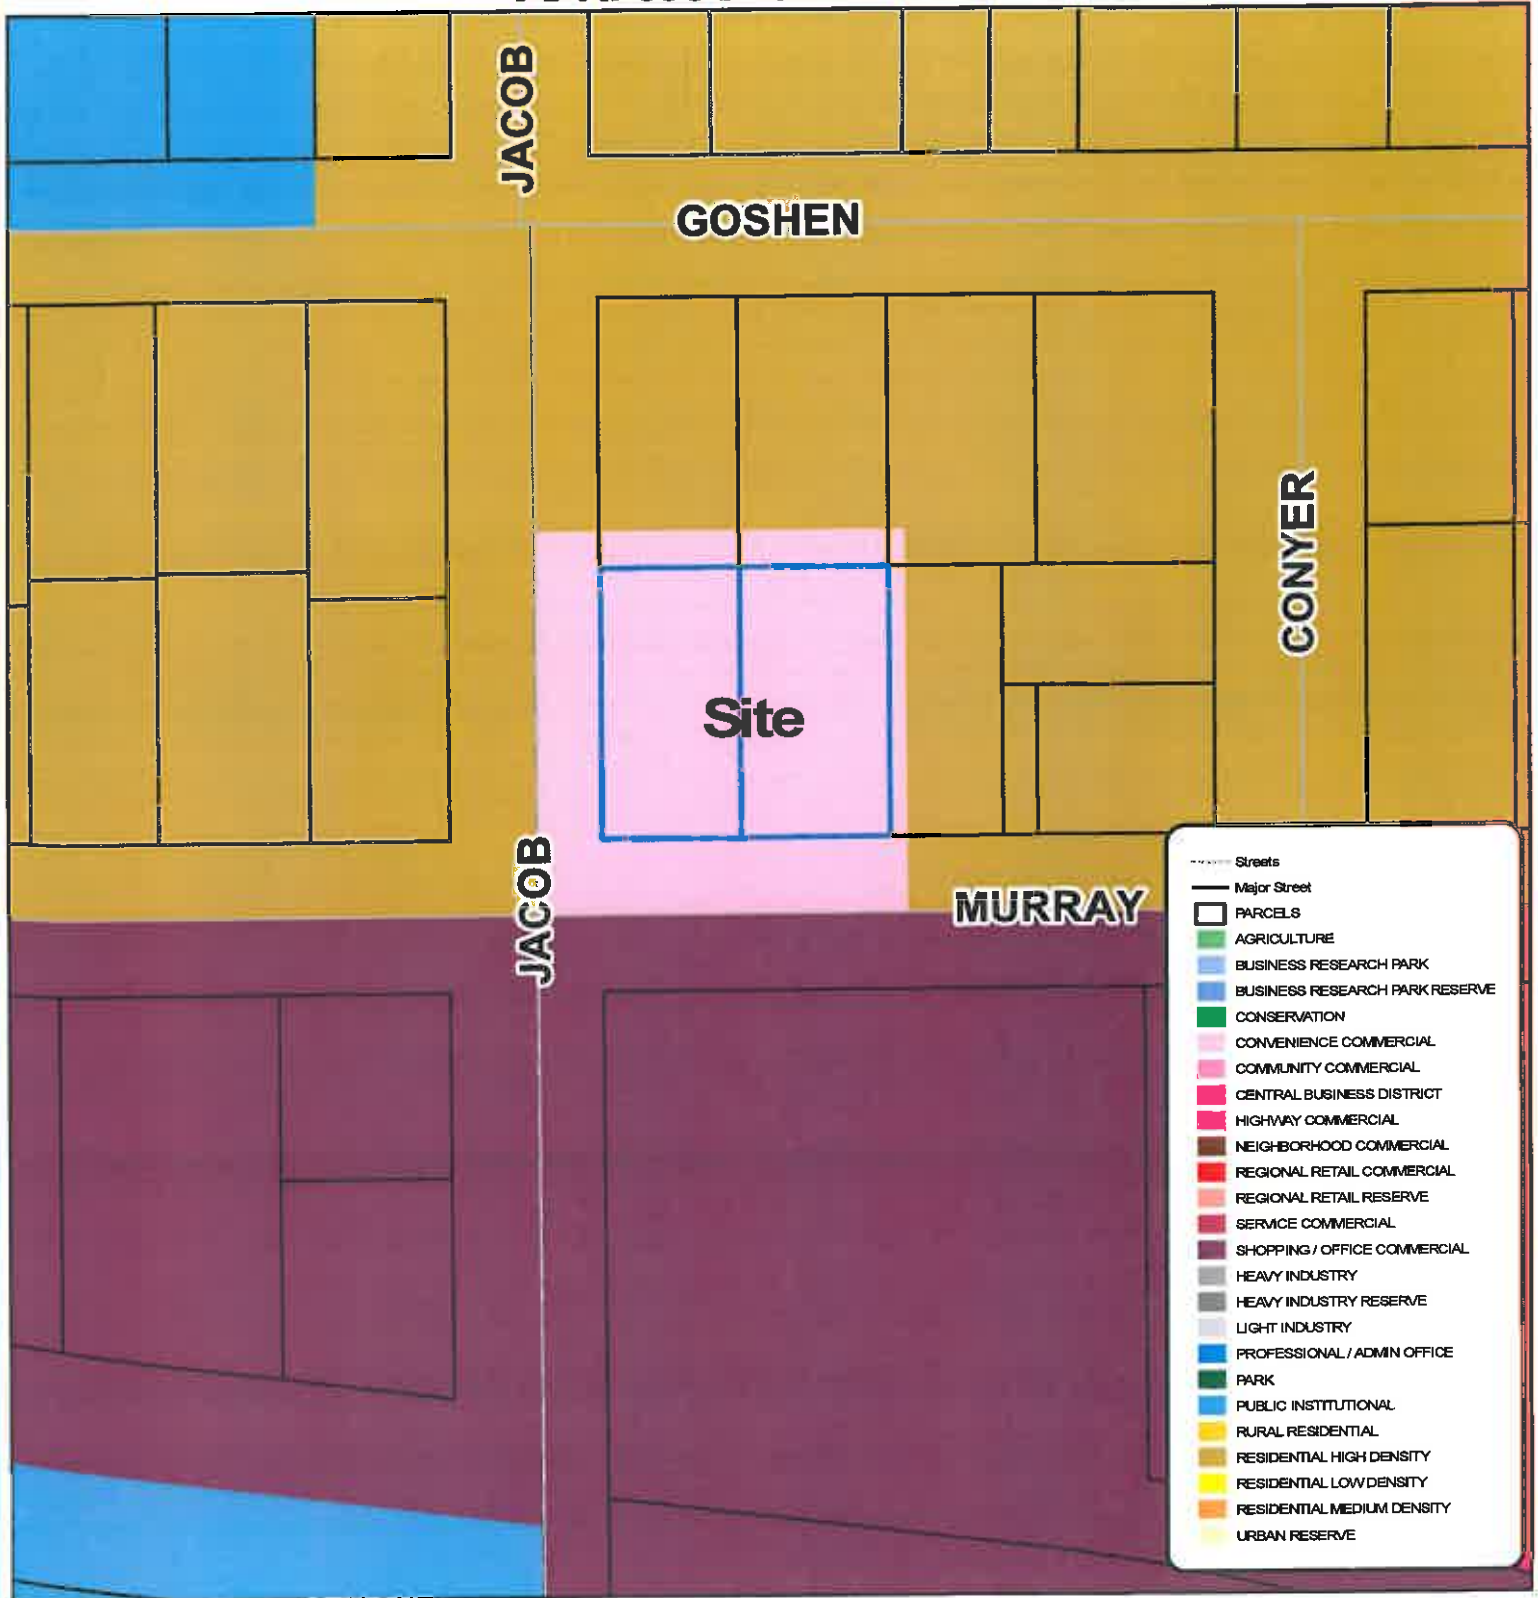 JACOB
GOSHEN
CONYER
Site
JACOB
MURRAY
Streets
Major Street
PARCELS
AGRICULTURE
BUSINESS RESEARCH PARK
BUSINESS RESEARCH PARK RESERVE
CONSERVATION
CONVENIENCE COMMERCIAL
COMMUNITY COMMERCIAL
CENTRAL BUSINESS DISTRICT
HIGHWAY COMMERCIAL
NEIGHBORHOOD COMMERCIAL
REGIONAL RETAIL COMMERCIAL
REGIONAL RETAIL RESERVE
SERVICE COMMERCIAL
SHOPPING / OFFICE COMMERCIAL
HEAVY INDUSTRY
HEAVY INDUSTRY RESERVE
LIGHT INDUSTRY
PROFESSIONAL / ADMIN OFFICE
PARK
PUBLIC INSTITUTIONAL
RURAL RESIDENTIAL
RESIDENTIAL HIGH DENSITY
RESIDENTIAL LOW DENSITY
RESIDENTIAL MEDIUM DENSITY
URBAN RESERVE